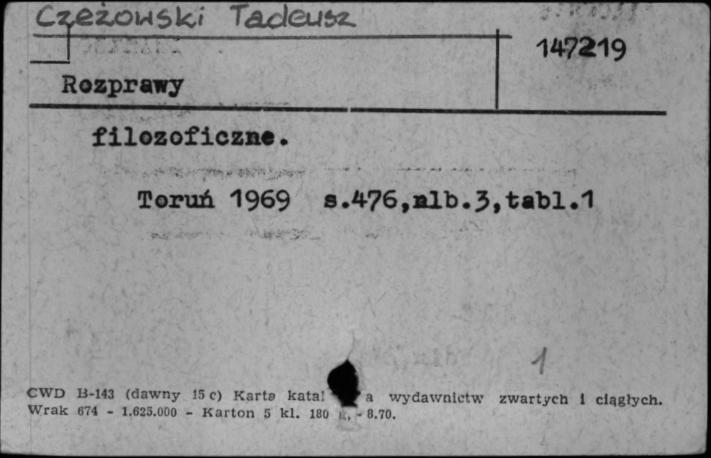 Czeżowski Tadeusz
147219
Rozprawy
filozoficzne.
Toruń 1969 s.476,nlb.3,tabl.1
1
CWD B-143 (dawny 15 c) Karta katal a wydawnictw zwartych i ciągłych.
Wrak 674 - 1.625.000 - Karton 5 kl. 180 - 8.70.